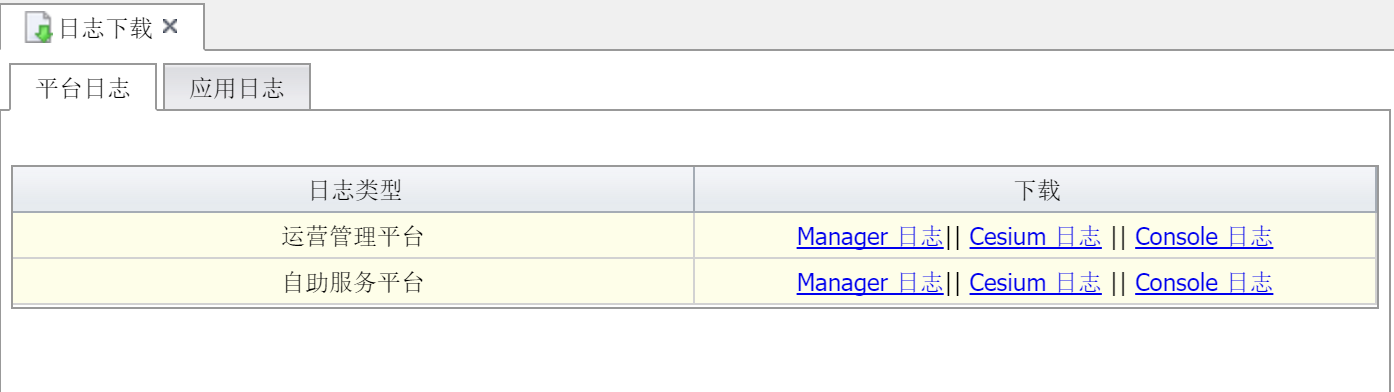 日志下载
平台日志 应用日志
日志类型 下载
运营管理平台 Manager 日志|| Cesium 日志 || Console 日志
自助服务平台 Manager 日志|| Cesium 日志 || Console 日志